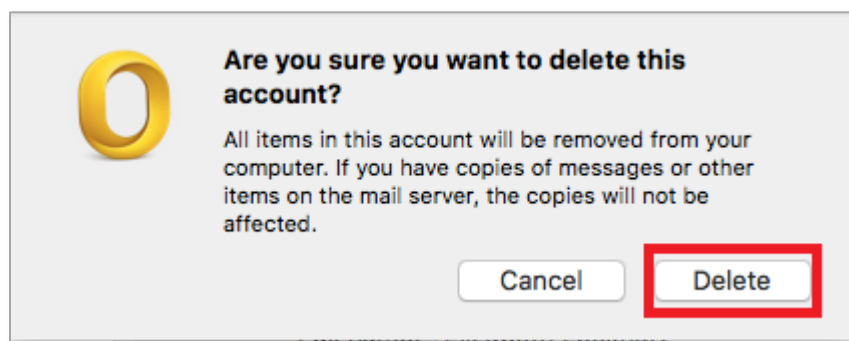 Are you sure you want to delete this
account?
All items in this account will be removed from your
computer. If you have copies of messages or other
items on the mail server, the copies will not be
affected.
Cancel Delete